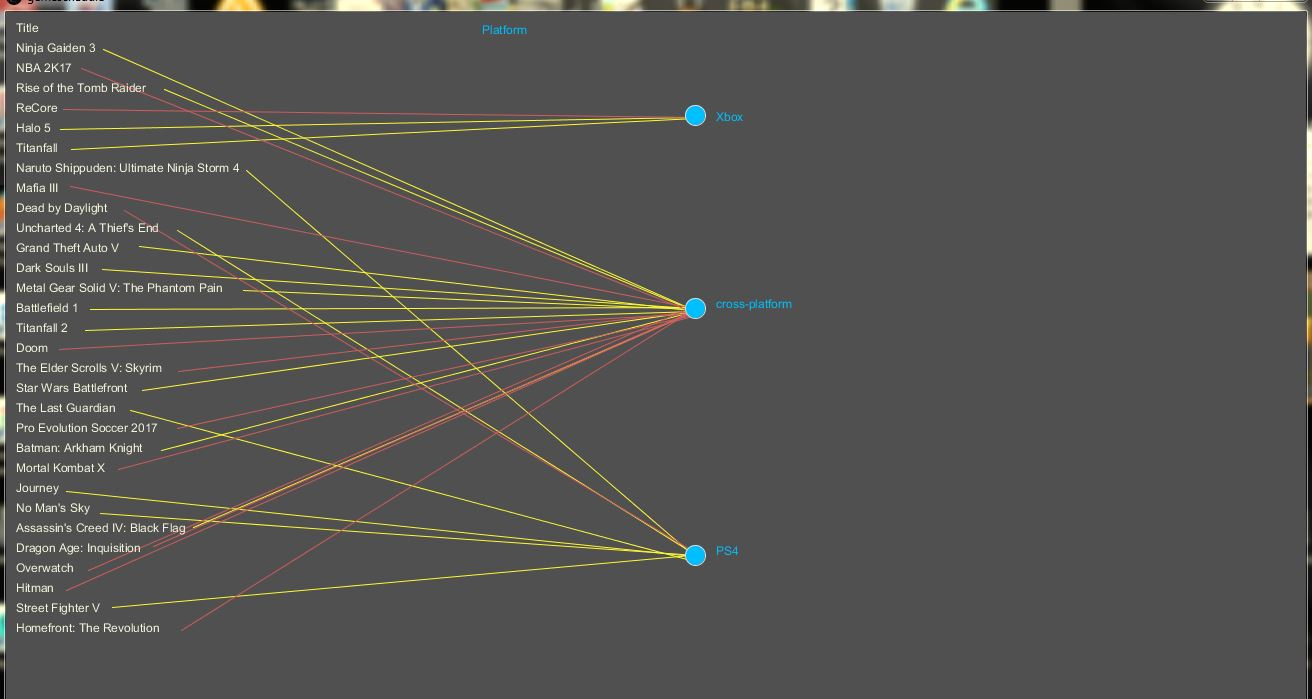 Title
Platform
Ninja Gaiden 3
NBA 2K17
Rise of the Tomb Raider
ReCore
Xbox
Halo 5
Titanfall
Naruto Shippuden: Ultimate Ninja Storm 4
Mafia III
Dead by Daylight
Uncharted 4: A Thief's End
Grand Theft Auto V
Dark Souls III
Metal Gear Solid V: The Phantom Pain
cross-platform
Battlefield 1
Titanfall 2
Doom
The Elder Scrolls V: Skyrim
Star Wars Battlefront
The Last Guardian
Pro Evolution Soccer 2017
Batman: Arkham Knight
Mortal Kombat X
Journey
No Man's Sky
Assassin's Creed IV: Black Flag
Dragon Age: Inquisition
PS4
Overwatch
Hitman
Street Fighter V
Homefront: The Revolution